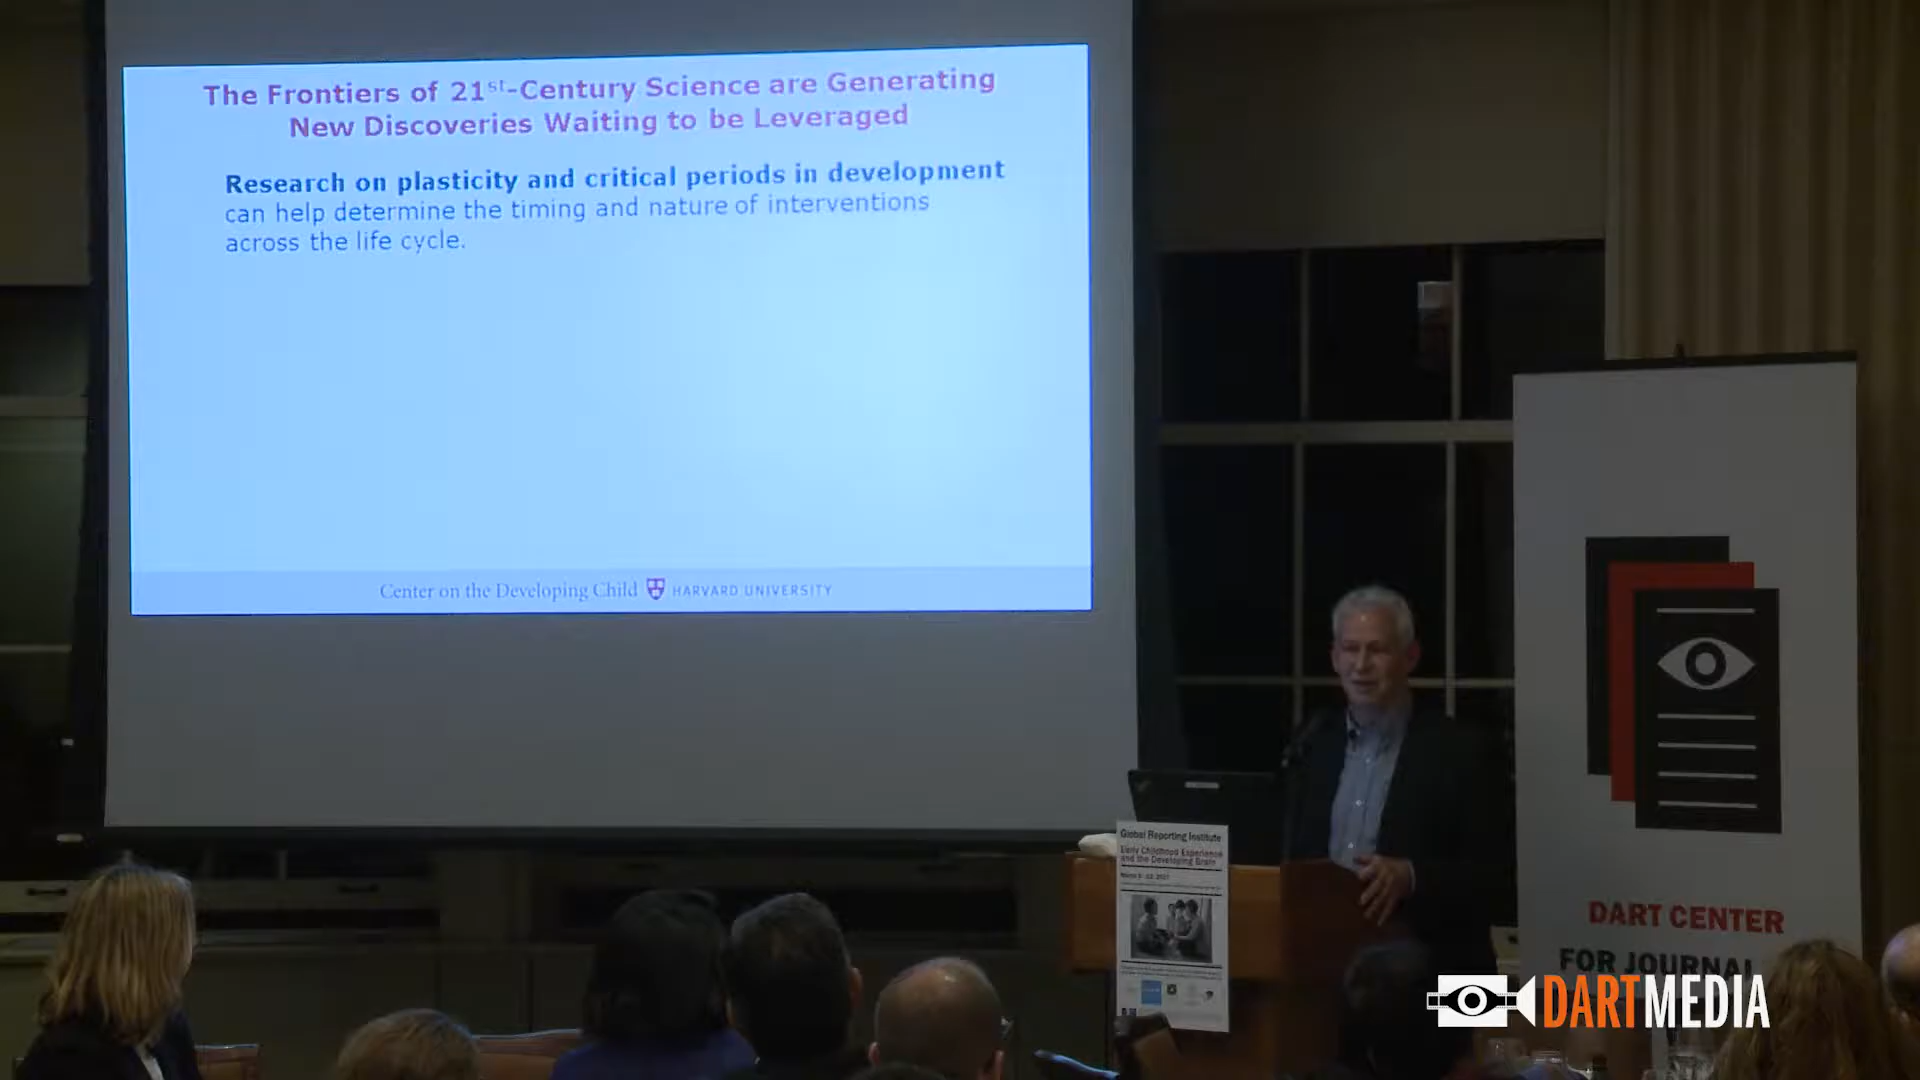 The Frontiers of 21st-Century Science are Generating
New Discoveries Waiting to be Leveraged
Research on plasticity and critical periods in development
can help determine the timing and nature of interventions
across the life cycle.
Center on the Developing Child HARVARD UNIVERSITY
Global Reporting Institute
Early Childhood Experience
and the Developing Brain
DART CENTER
FOR JOURNAL
DARTMEDIA